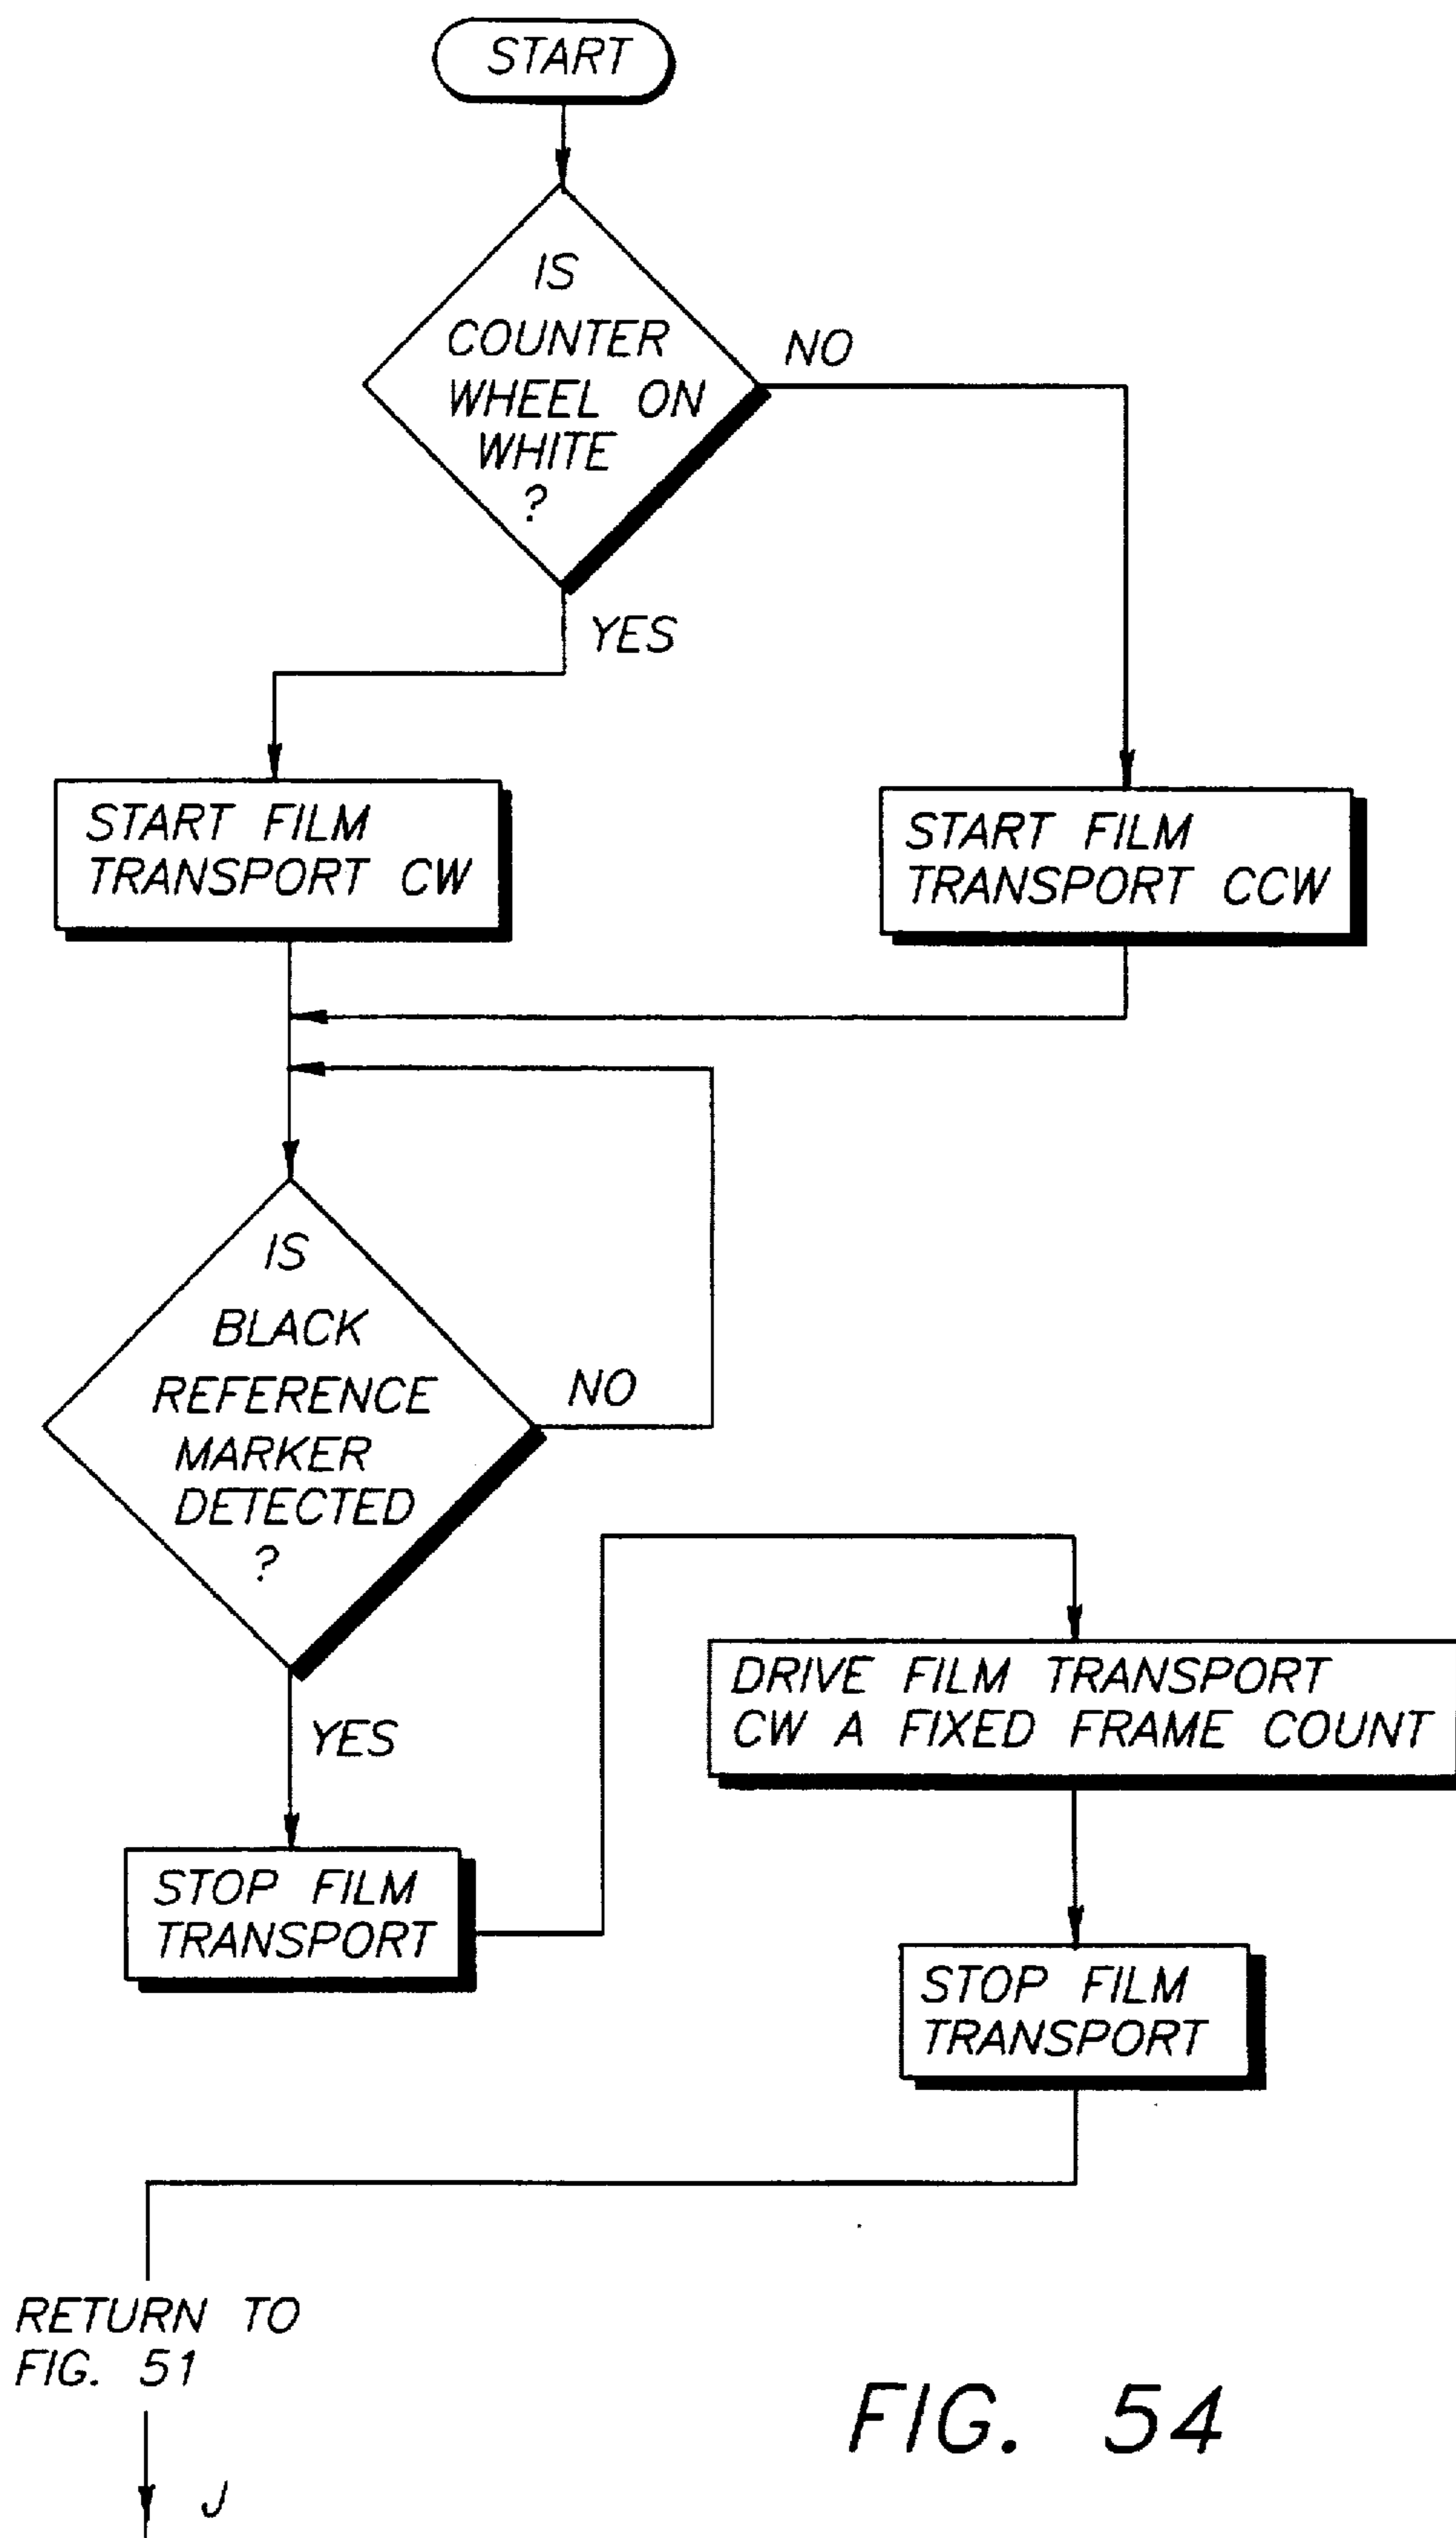 START
IS
COUNTER
WHEEL ON
WHITE
?
NO
YES
START FILM
TRANSPORT CW
START FILM
TRANSPORT CCW
IS
BLACK
REFERENCE
MARKER
DETECTED
?
NO
YES
STOP FILM
TRANSPORT
DRIVE FILM TRANSPORT
CW A FIXED FRAME COUNT
STOP FILM
TRANSPORT
RETURN TO
FIG. 51
J
FIG. 54